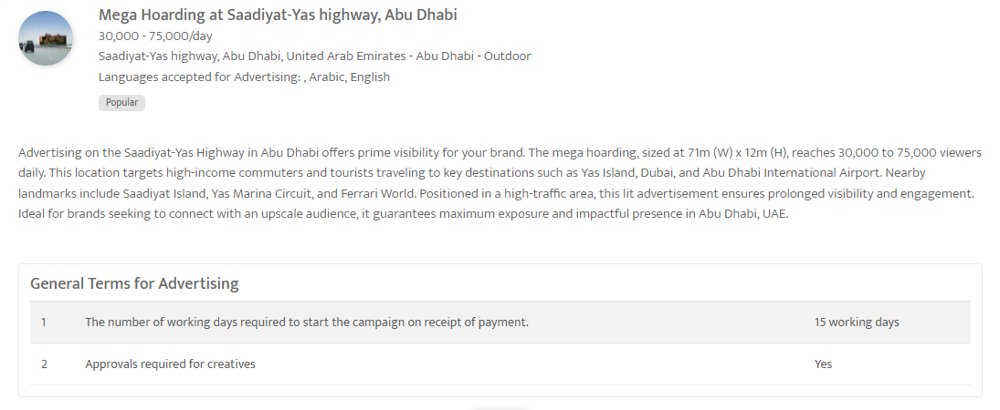 Mega Hoarding at Saadiyat-Yas highway, Abu Dhabi
30,000 - 75,000/day
Saadiyat-Yas highway, Abu Dhabi, United Arab Emirates - Abu Dhabi - Outdoor
Languages accepted for Advertising: , Arabic, English
Popular
Advertising on the Saadiyat-Yas Highway in Abu Dhabi offers prime visibility for your brand. The mega hoarding, sized at 71m (W) x 12m (H), reaches 30,000 to 75,000 viewers
daily. This location targets high-income commuters and tourists traveling to key destinations such as Yas Island, Dubai, and Abu Dhabi International Airport. Nearby
landmarks include Saadiyat Island, Yas Marina Circuit, and Ferrari World. Positioned in a high-traffic area, this lit advertisement ensures prolonged visibility and engagement.
Ideal for brands seeking to connect with an upscale audience, it guarantees maximum exposure and impactful presence in Abu Dhabi, UAE.
General Terms for Advertising
1 The number of working days required to start the campaign on receipt of payment. 15 working days
2 Approvals required for creatives Yes